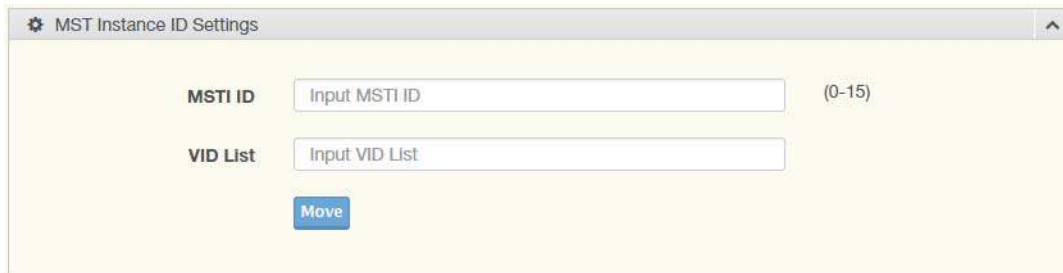 MST Instance ID Settings
MSTI ID Input MSTI ID (0-15)
VID List Input VID List
Move